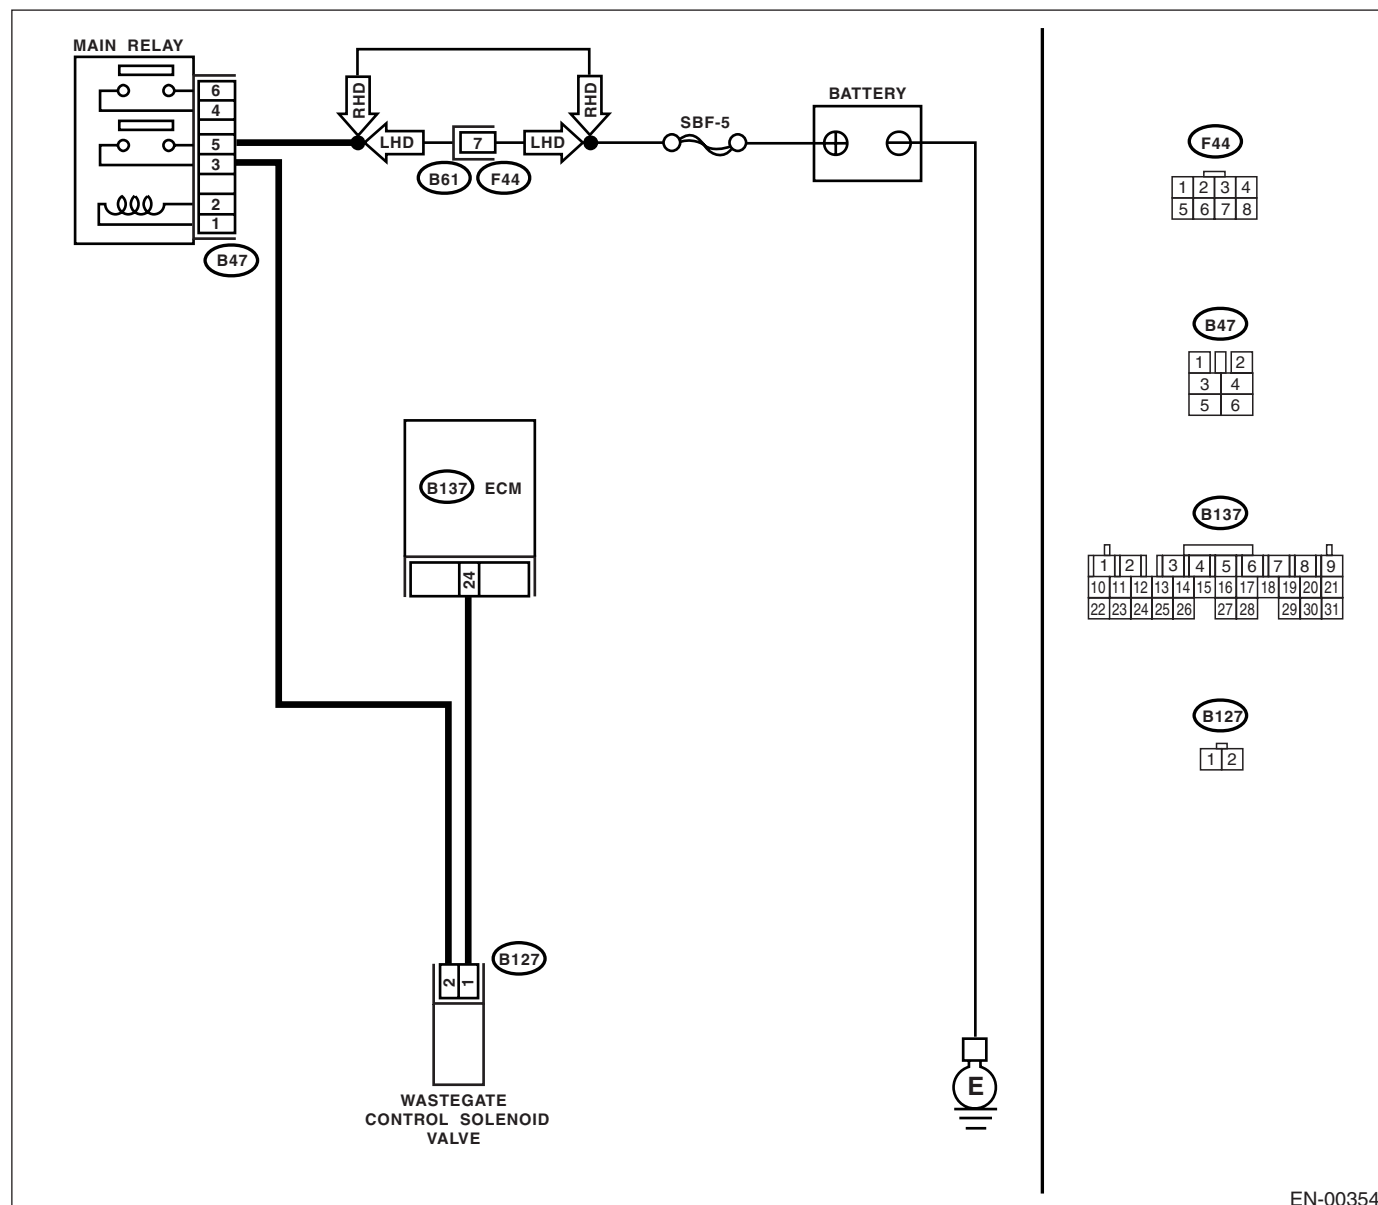 MAIN RELAY
6
4
5
3
2
1
B47
RHD
RHD
LHD
7
LHD
B61
F44
SBF-5
BATTERY
B137 ECM
24
B127
2 1
WASTEGATE
CONTROL SOLENOID
VALVE
E
F44
1 2 3 4
5 6 7 8
B47
1 2
3 4
5 6
B137
1 2 3 4 5 6 7 8 9
10 11 12 13 14 15 16 17 18 19 20 21
22 23 24 25 26 27 28 29 30 31
B127
1 2
EN-00354